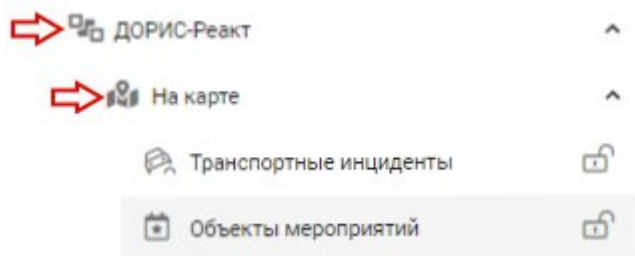 ДОРИС-Реакт
На карте
Транспортные инциденты
Объекты мероприятий